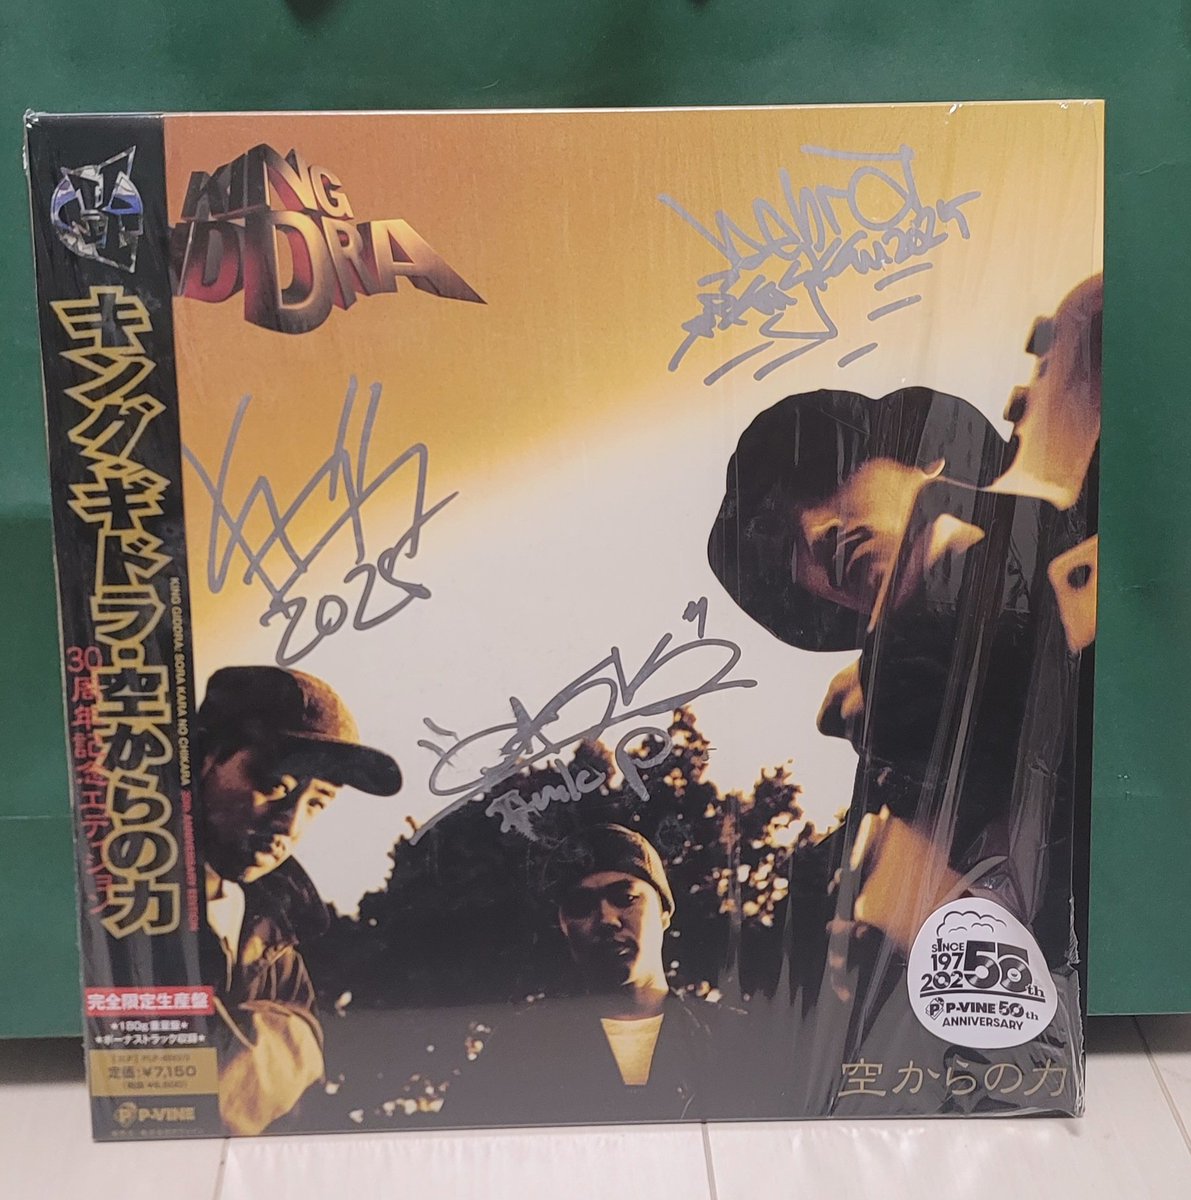 KING
GIDDRA
キングギドラ・空からの力
30周年記念エディション
KING GIDDRA: SORA KARA NO CHIKARA 30TH ANNIVERSARY EDITION
完全限定生産盤
★180g重量盤★
★ボーナストラック収録★
定価:¥7,150
P-VINE
2025
2025
SINCE
1975
2025
50th
P-VINE 50th
ANNIVERSARY
空からの力